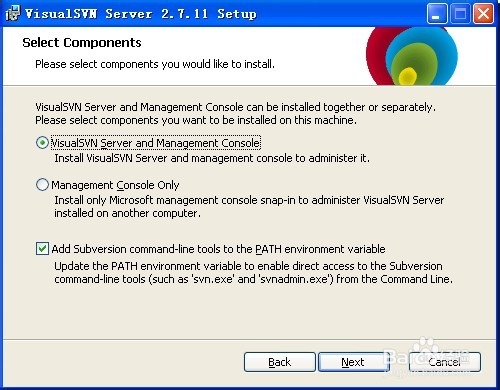 VisualSVN Server 2.7.11 Setup
Select Components
Please select components you would like to install.
VisualSVN Server and Management Console can be installed together or separately.
Please select components you want to be installed on this machine.
VisualSVN Server and Management Console
Install VisualSVN Server and management console to administer it.
Management Console Only
Install only Microsoft management console snap-in to administer VisualSVN Server
installed on another computer.
Add Subversion command-line tools to the PATH environment variable
Update the PATH environment variable to enable direct access to the Subversion
command-line tools (such as 'svn.exe' and 'svnadmin.exe') from the Command Line.
Back
Next
Cancel